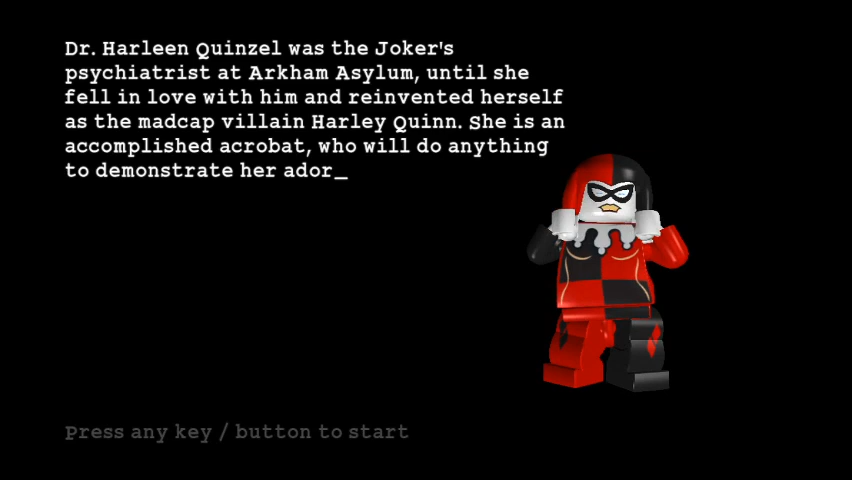 Dr. Harleen Quinzel was the Joker's
psychiatrist at Arkham Asylum, until she
fell in love with him and reinvented herself
as the madcap villain Harley Quinn. She is an
accomplished acrobat, who will do anything
to demonstrate her ador_
Press any key / button to start